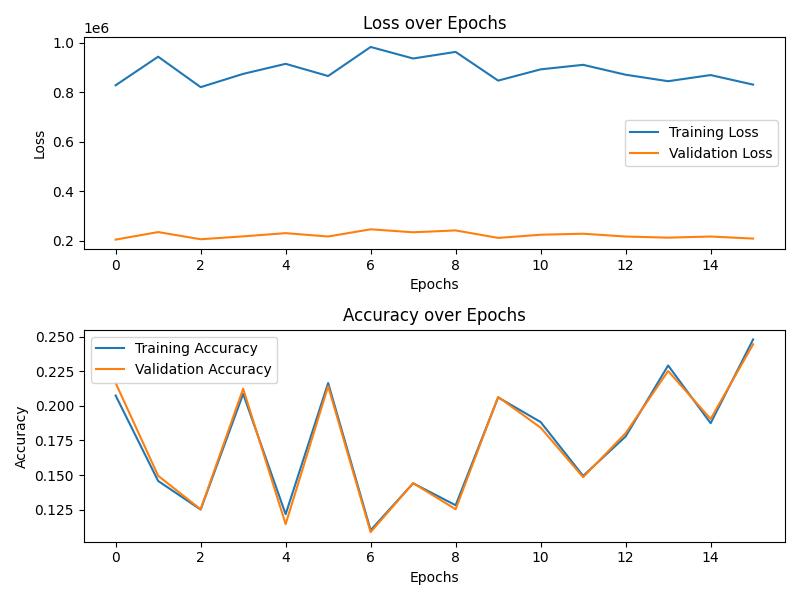 Loss over Epochs
1e6
1.0
0.8
0.6
0.4
0.2
Loss
Training Loss
Validation Loss
0 2 4 6 8 10 12 14
Epochs
Accuracy over Epochs
0.250
0.225
0.200
0.175
0.150
0.125
Accuracy
Training Accuracy
Validation Accuracy
0 2 4 6 8 10 12 14
Epochs